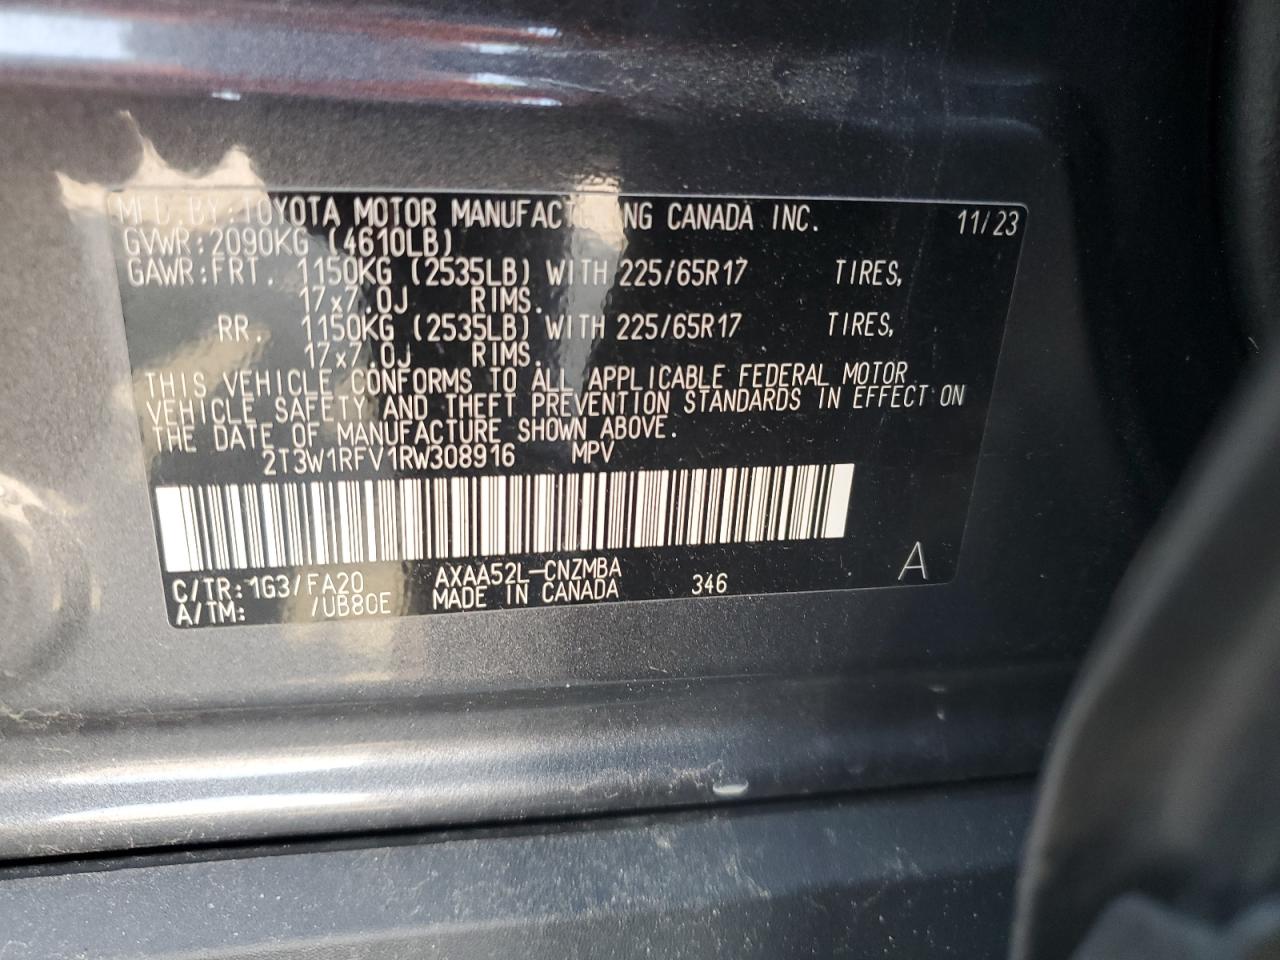 MFD.BY:TOYOTA MOTOR MANUFACTURING CANADA INC. 11/23
GVWR:2090KG (4610LB)
GAWR:FRT. 1150KG (2535LB) WITH 225/65R17 TIRES,
17x7.0J RIMS.
RR. 1150KG (2535LB) WITH 225/65R17 TIRES,
17x7.0J RIMS.
THIS VEHICLE CONFORMS TO ALL APPLICABLE FEDERAL MOTOR
VEHICLE SAFETY AND THEFT PREVENTION STANDARDS IN EFFECT ON
THE DATE OF MANUFACTURE SHOWN ABOVE.
2T3W1RFV1RW308916 MPV
C/TR:1G3/FA20 AXAA52L-CNZMBA 346 A
A/TM: /UB80E MADE IN CANADA